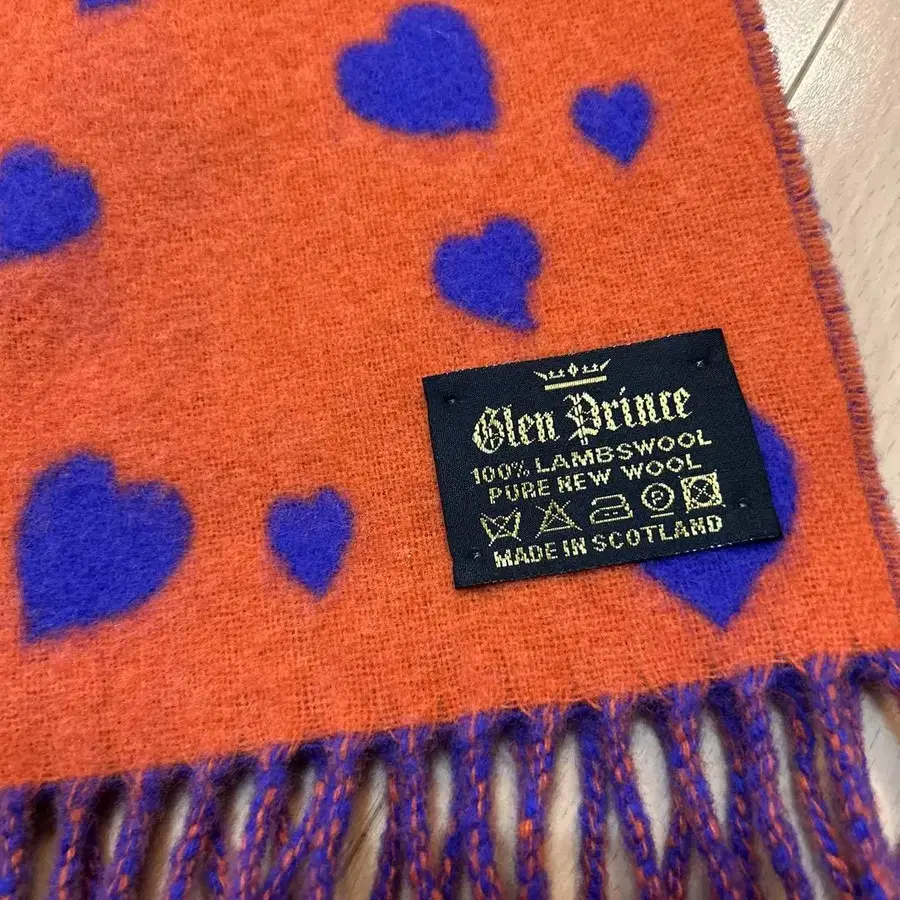 Glen Prince
100% LAMBSWOOL
PURE NEW WOOL
P
MADE IN SCOTLAND